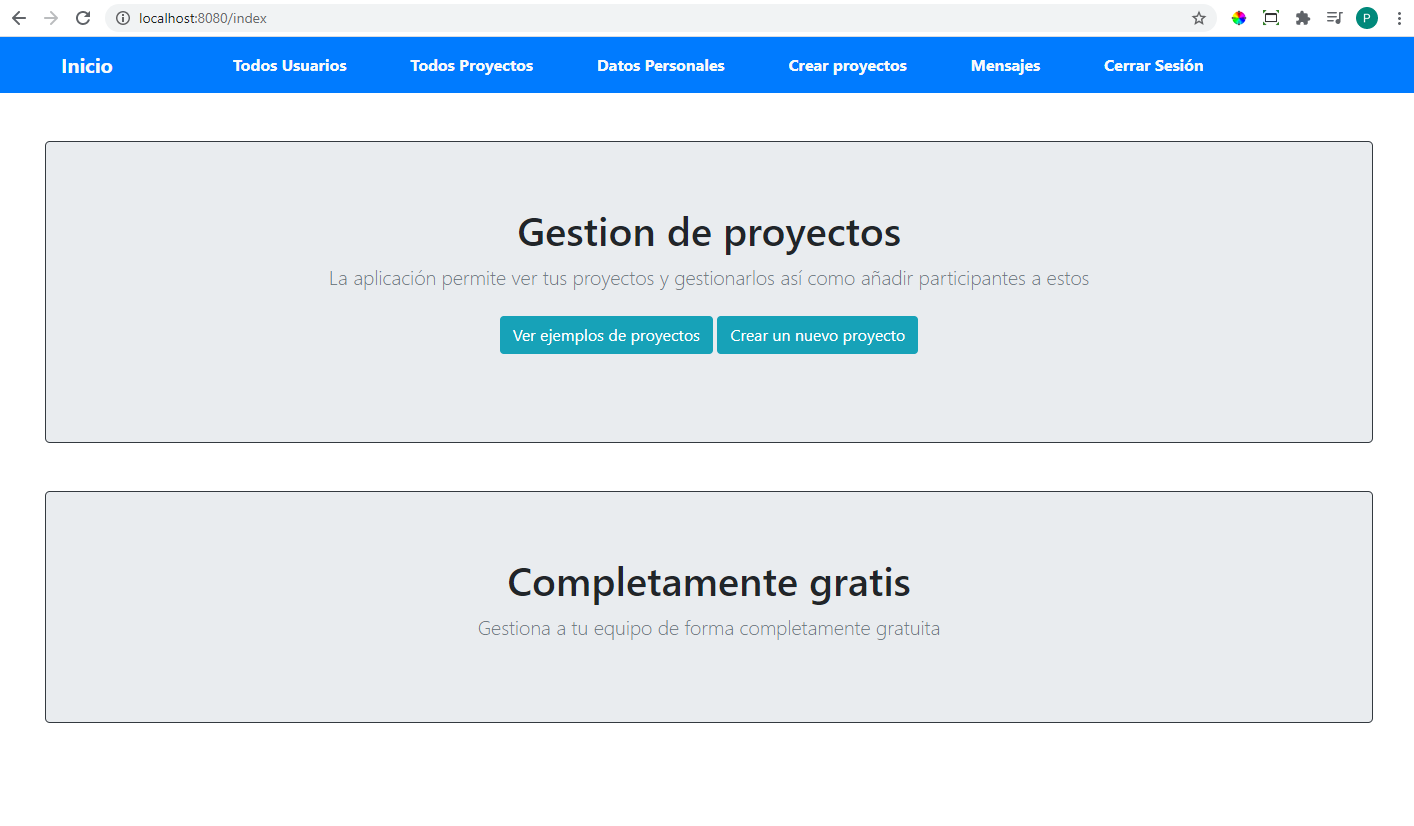 localhost:8080/index
P
Inicio Todos Usuarios Todos Proyectos Datos Personales Crear proyectos Mensajes Cerrar Sesión
Gestion de proyectos
La aplicación permite ver tus proyectos y gestionarlos así como añadir participantes a estos
Ver ejemplos de proyectos Crear un nuevo proyecto
Completamente gratis
Gestiona a tu equipo de forma completamente gratuita